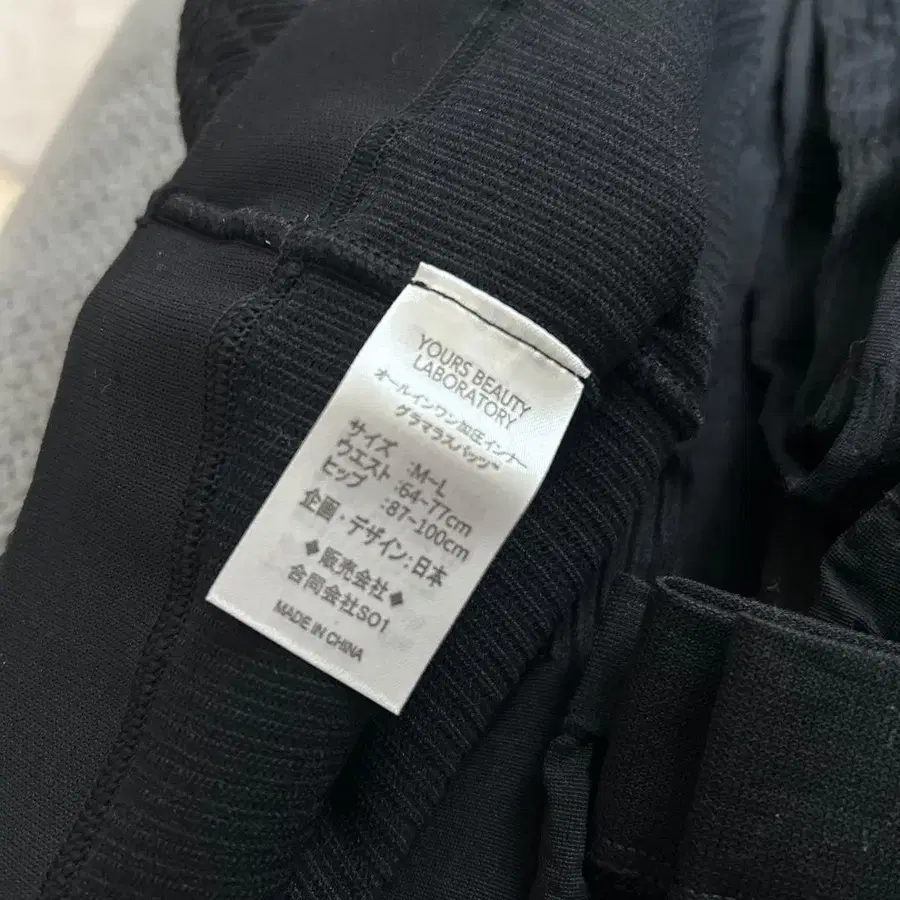 YOURS BEAUTY
LABORATORY
オールインワン加圧インナー
グラマラスパッツ™
サイズ :M-L
ウエスト :64-77cm
ヒップ :87-100cm
企画・デザイン:日本
◆販売会社◆
合同会社SO1
MADE IN CHINA